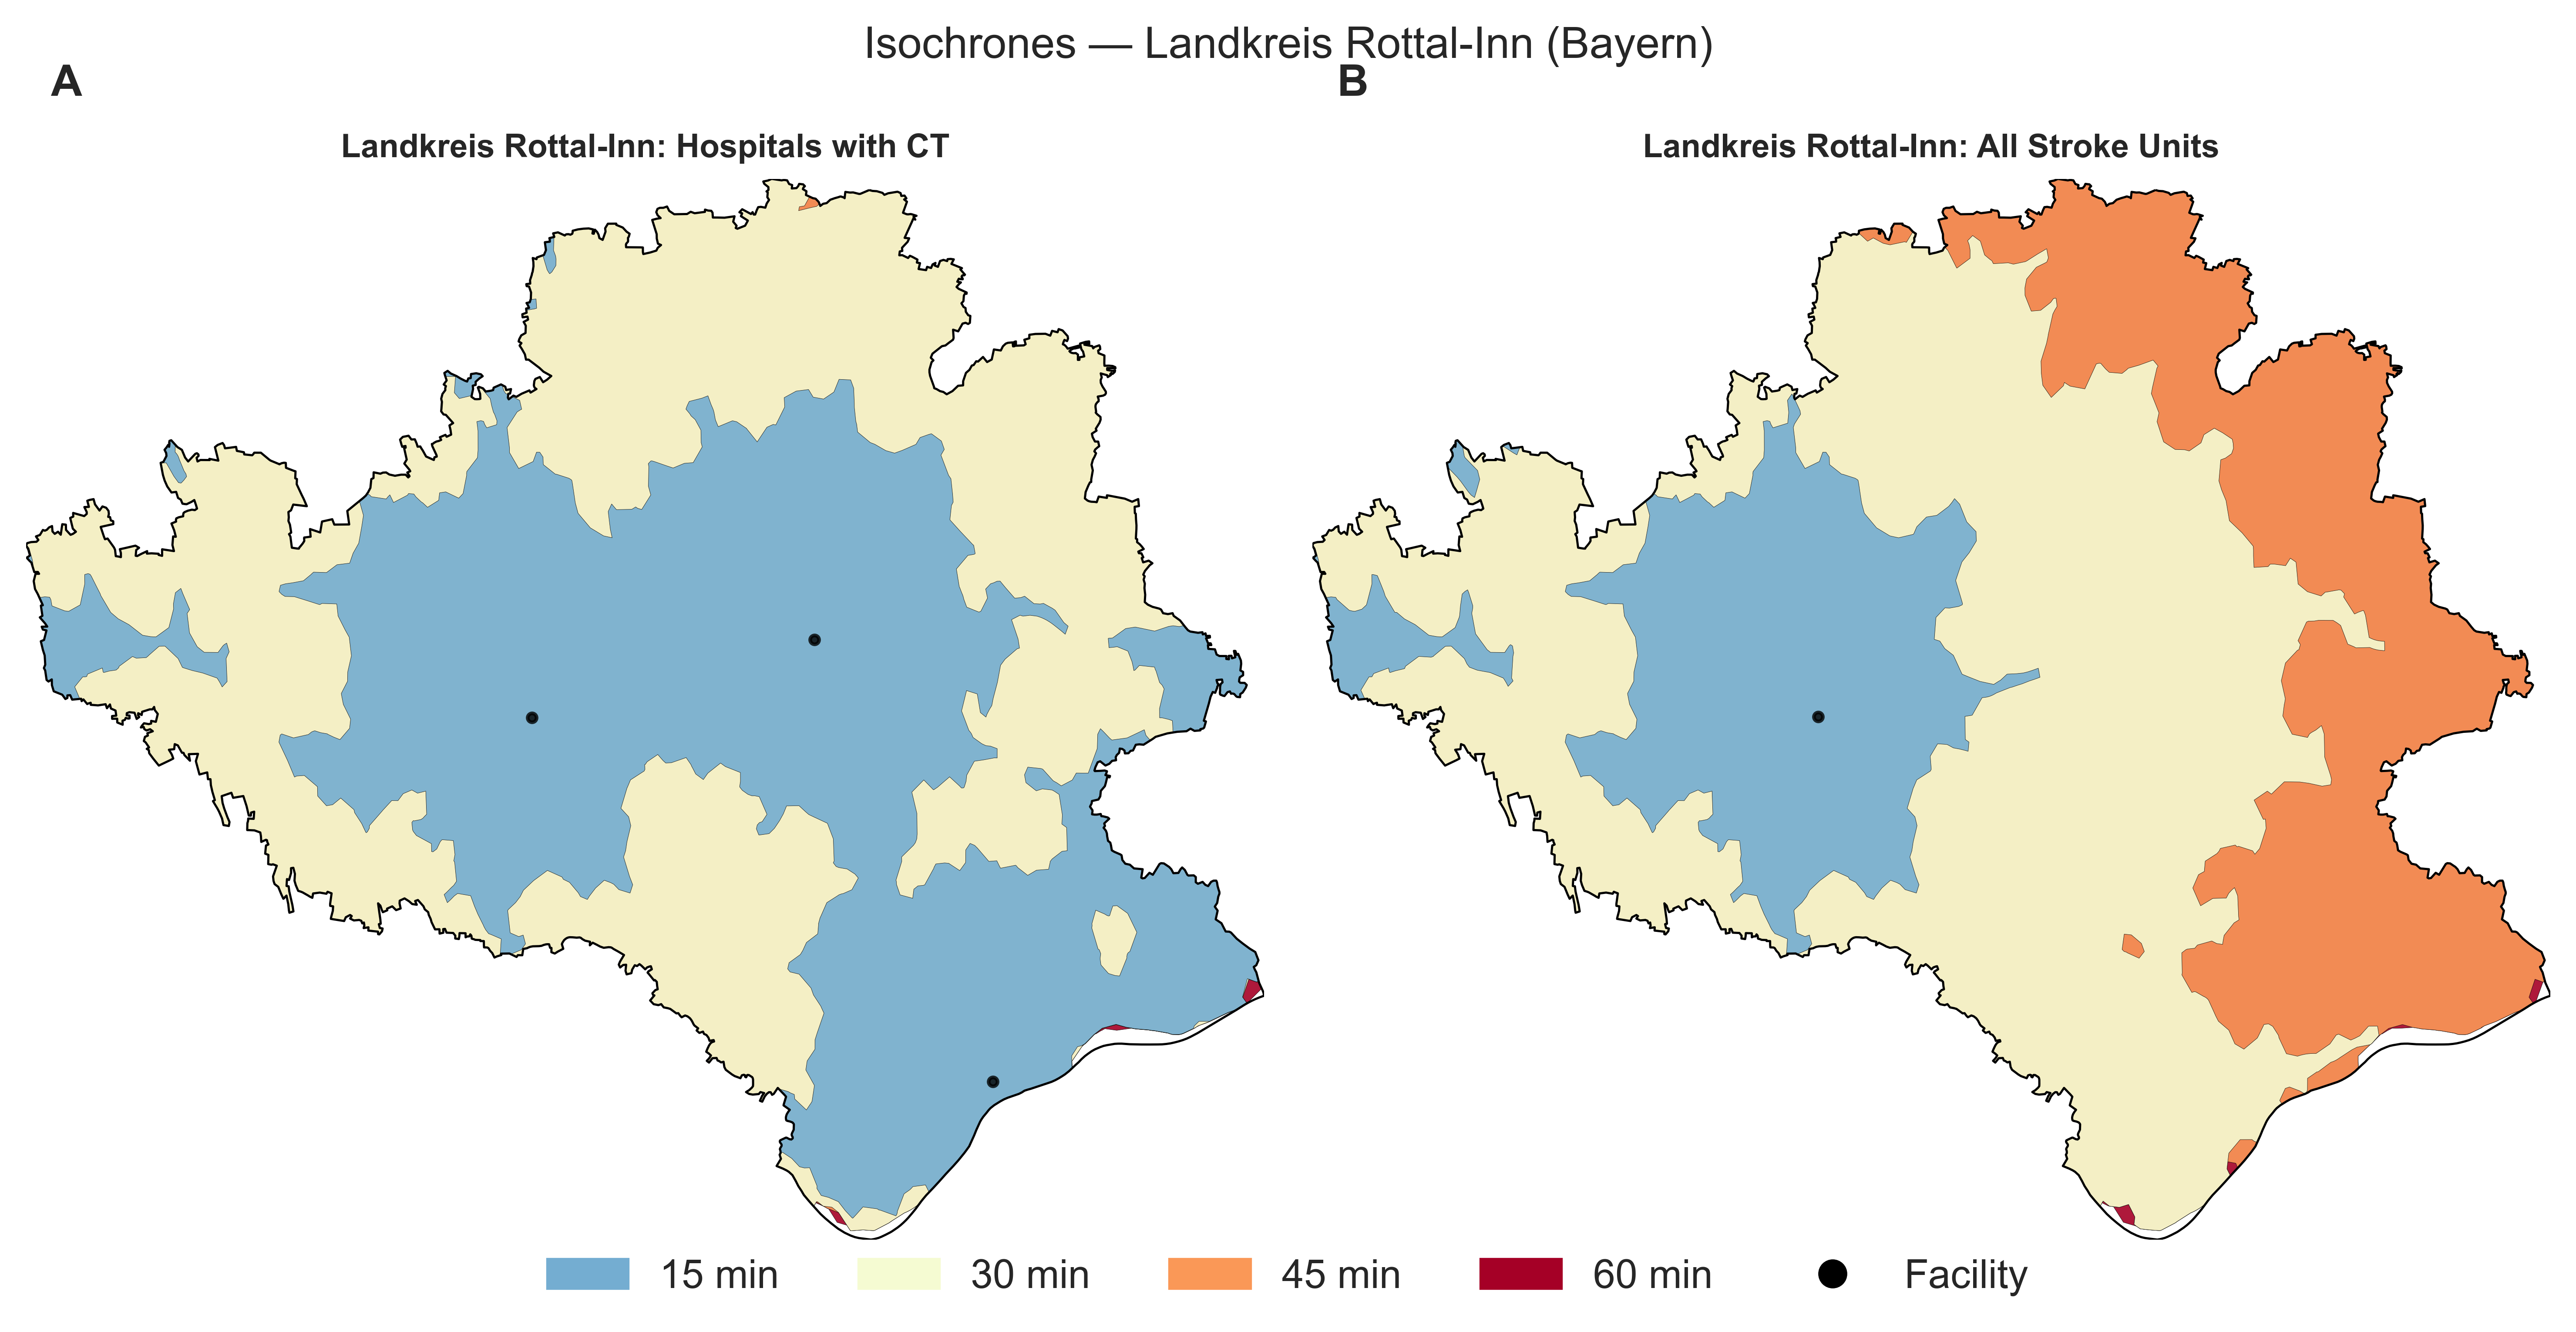 Isochrones — Landkreis Rottal-Inn (Bayern)
A
B
Landkreis Rottal-Inn: Hospitals with CT
Landkreis Rottal-Inn: All Stroke Units
15 min
30 min
45 min
60 min
Facility